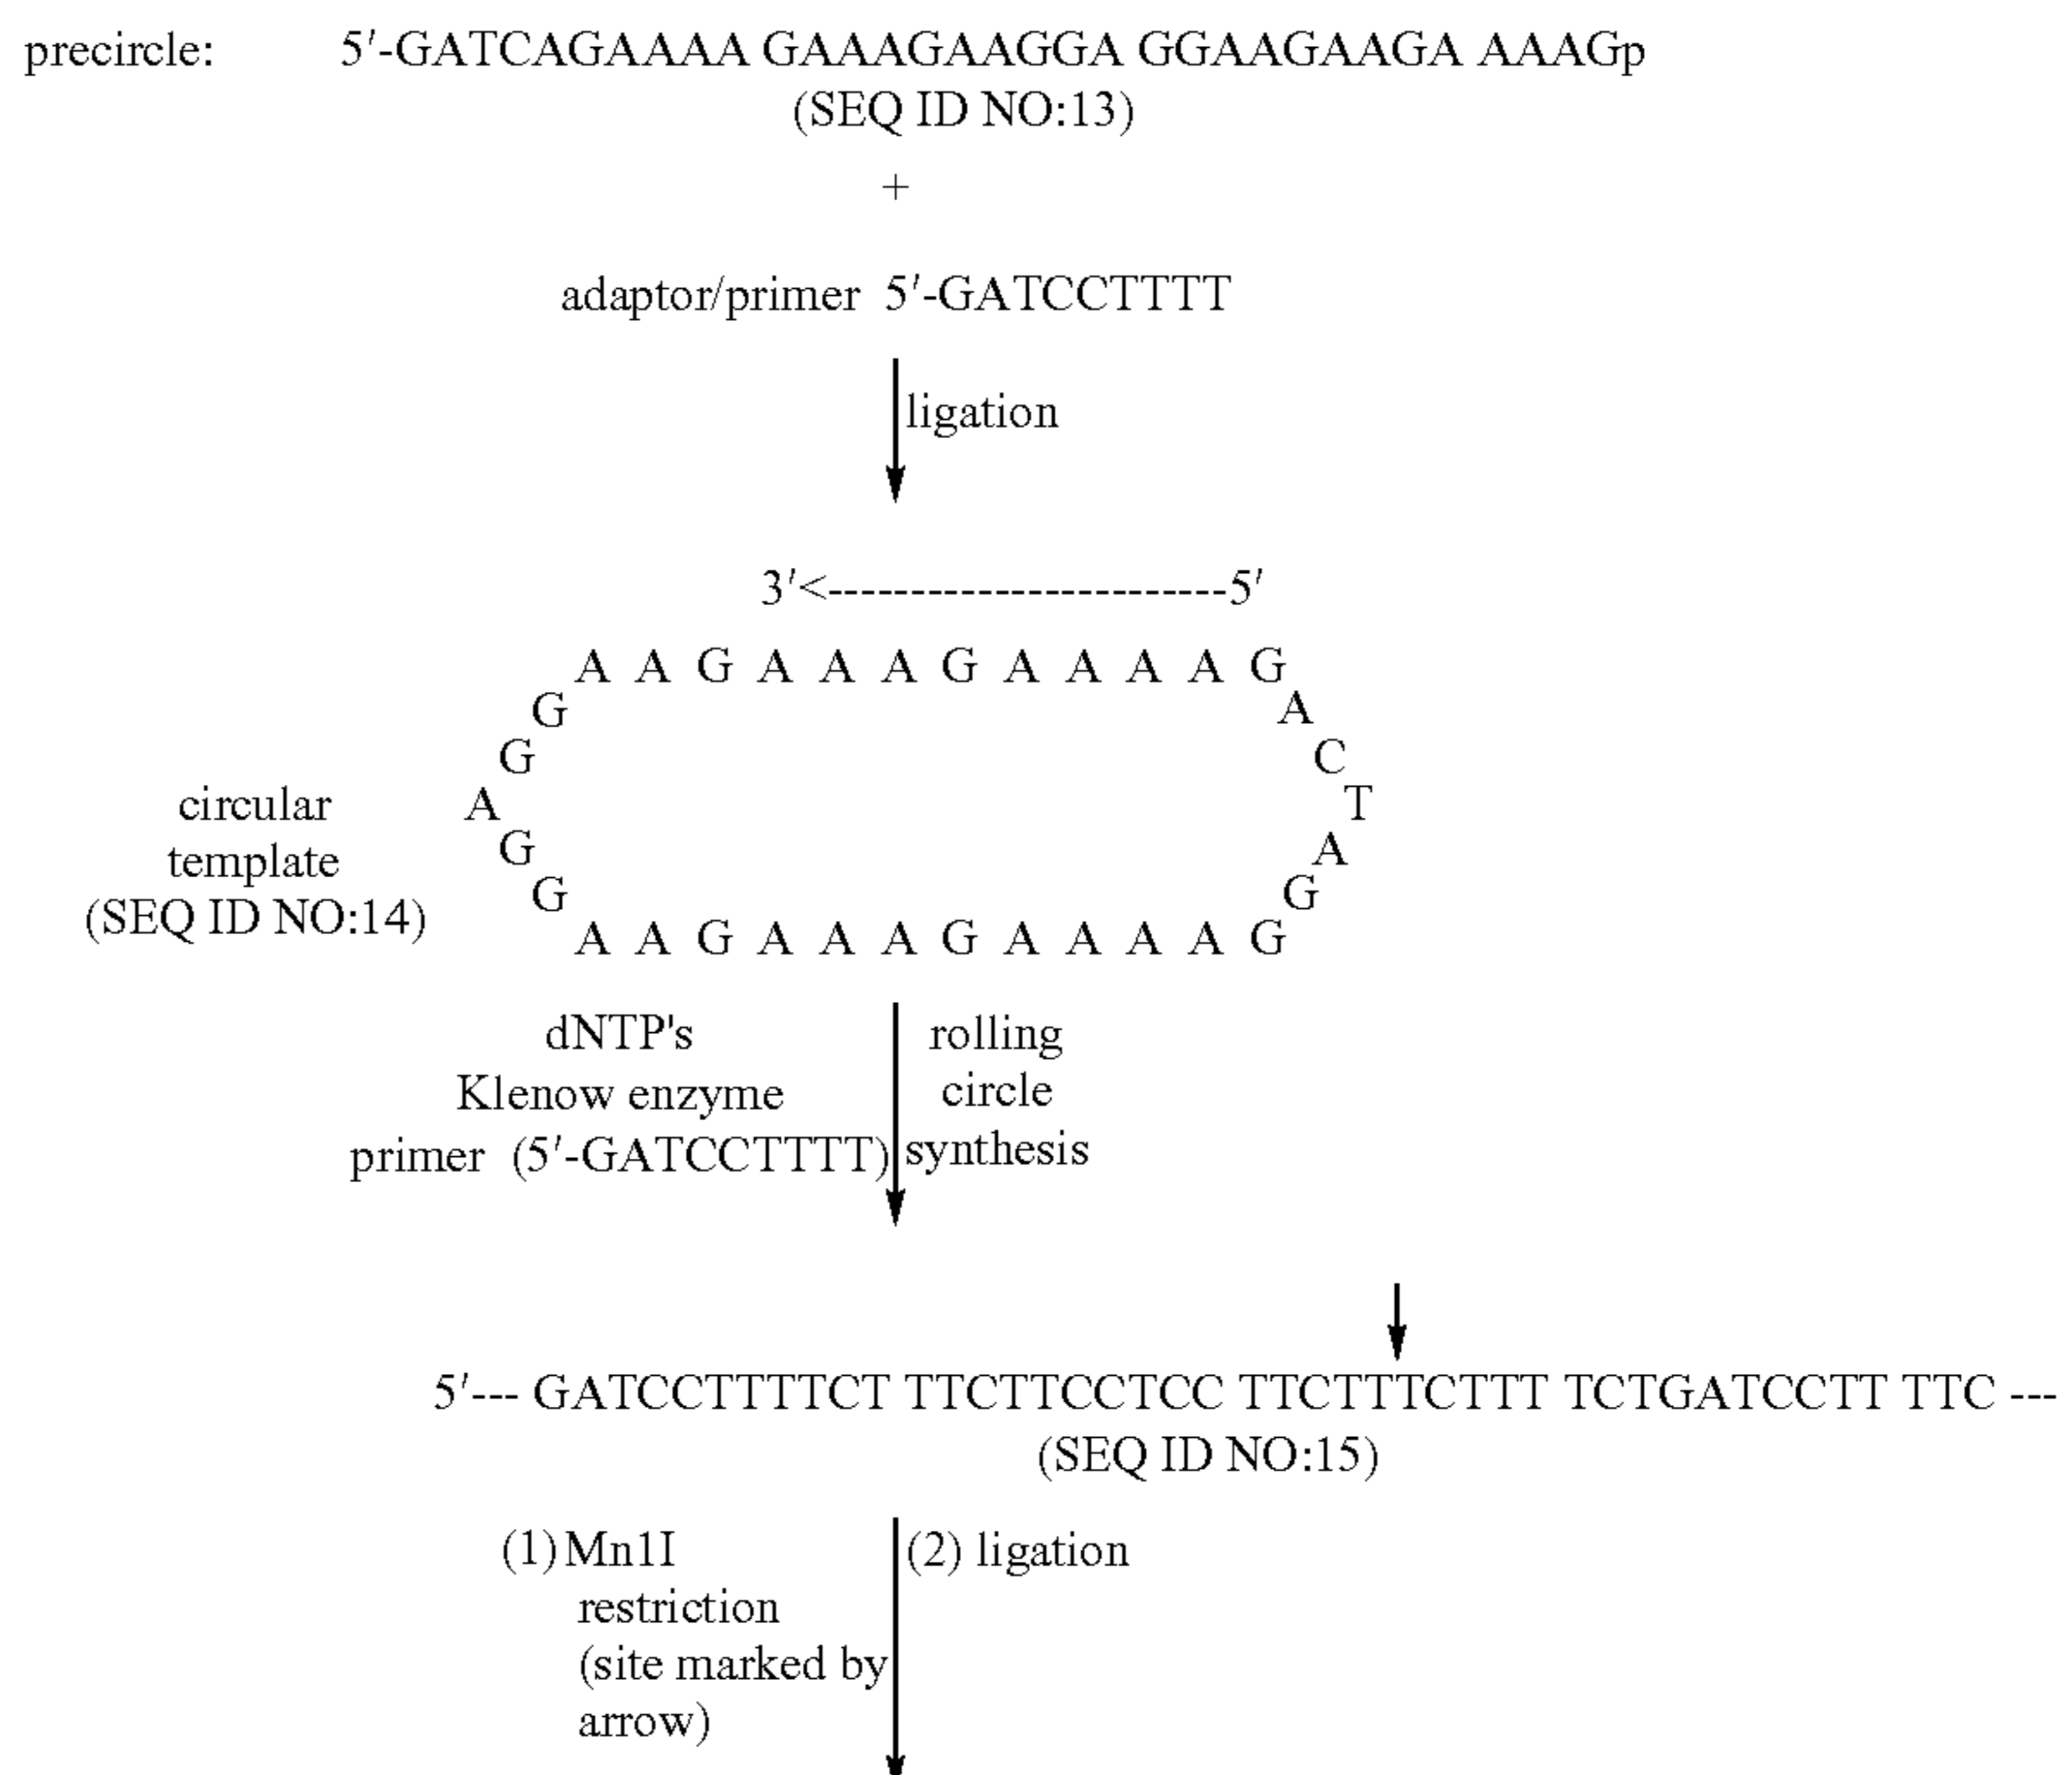 precircle: 5′-GATCAGAAAA GAAAGAAGGA GGAAGAAGA AAAGp
(SEQ ID NO:13)
+
adaptor/primer 5′-GATCCTTTT
ligation
3′<------------------------5′
A A G A A A G A A A A G
G A
G C
A T
G A
G G
A A G A A A G A A A A G
circular
template
(SEQ ID NO:14)
dNTP's
Klenow enzyme
primer (5′-GATCCTTTT)
rolling
circle
synthesis
5′--- GATCCTTTTCT TTCTTCCTCC TTCTTTCTTT TCTGATCCTT TTC ---
(SEQ ID NO:15)
(1) Mn1I
restriction
(site marked by
arrow)
(2) ligation